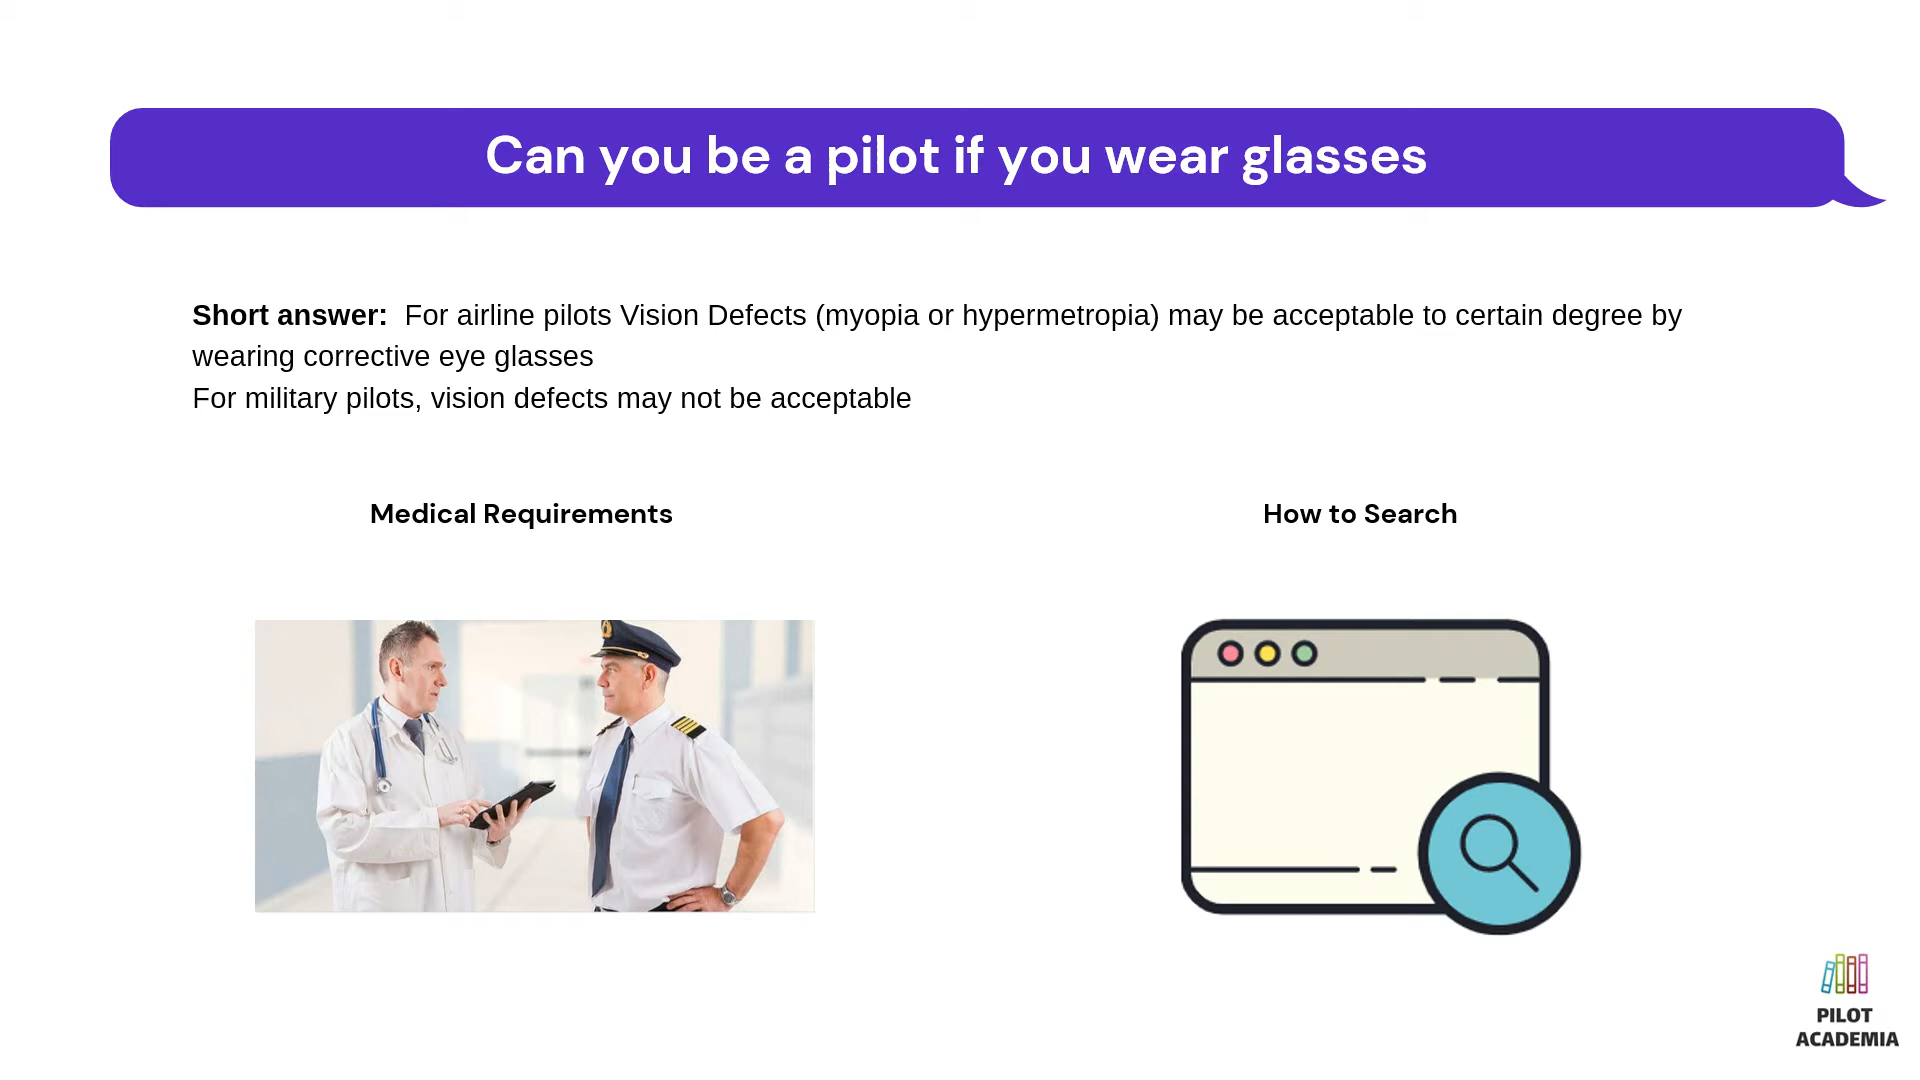 Can you be a pilot if you wear glasses
Short answer:  For airline pilots Vision Defects (myopia or hypermetropia) may be acceptable to certain degree by
wearing corrective eye glasses
For military pilots, vision defects may not be acceptable
Medical Requirements
How to Search
PILOT
ACADEMIA